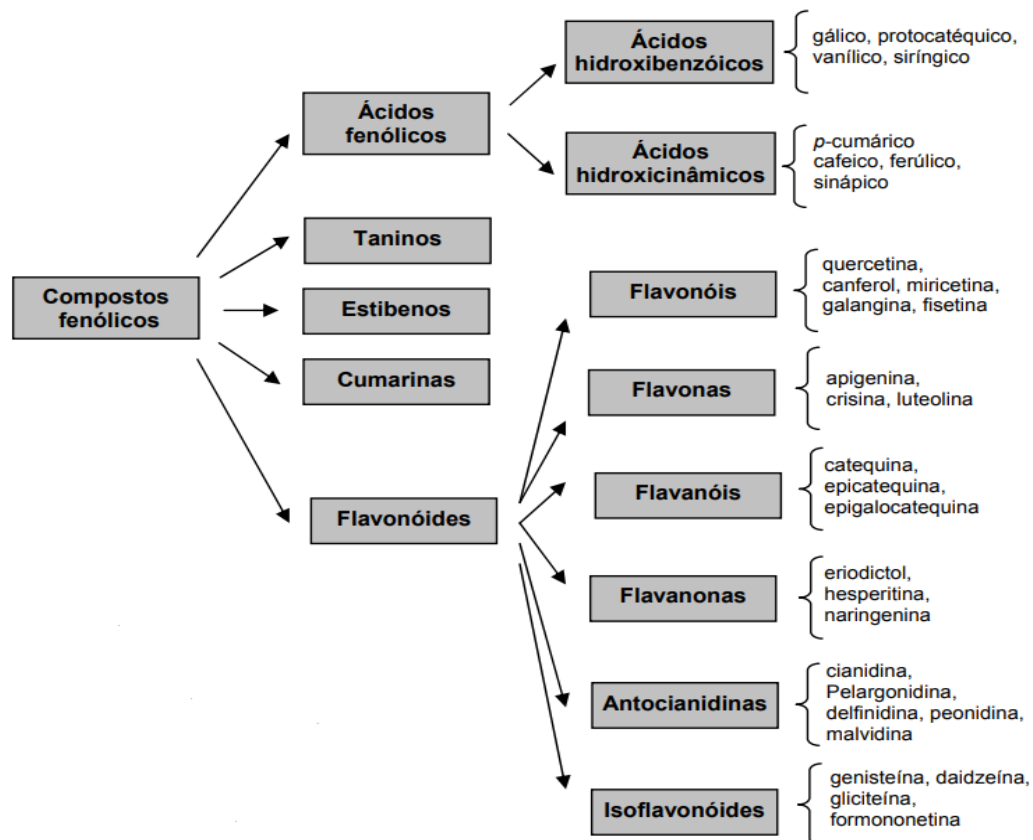 Compostos
fenólicos
Ácidos
fenólicos
Taninos
Estibenos
Cumarinas
Flavonóides
Ácidos
hidroxibenzóicos
gálico, protocatéquico,
vanílico, siríngico
Ácidos
hidroxicinâmicos
p-cumárico
cafeico, ferúlico,
sinápico
Flavonóis
quercetina,
canferol, miricetina,
galangina, fisetina
Flavonas
apigenina,
crisina, luteolina
Flavanóis
catequina,
epicatequina,
epigalocatequina
Flavanonas
eriodictol,
hesperitina,
naringenina
Antocianidinas
cianidina,
Pelargonidina,
delfinidina, peonidina,
malvidina
Isoflavonóides
genisteína, daidzeína,
gliciteína,
formononetina